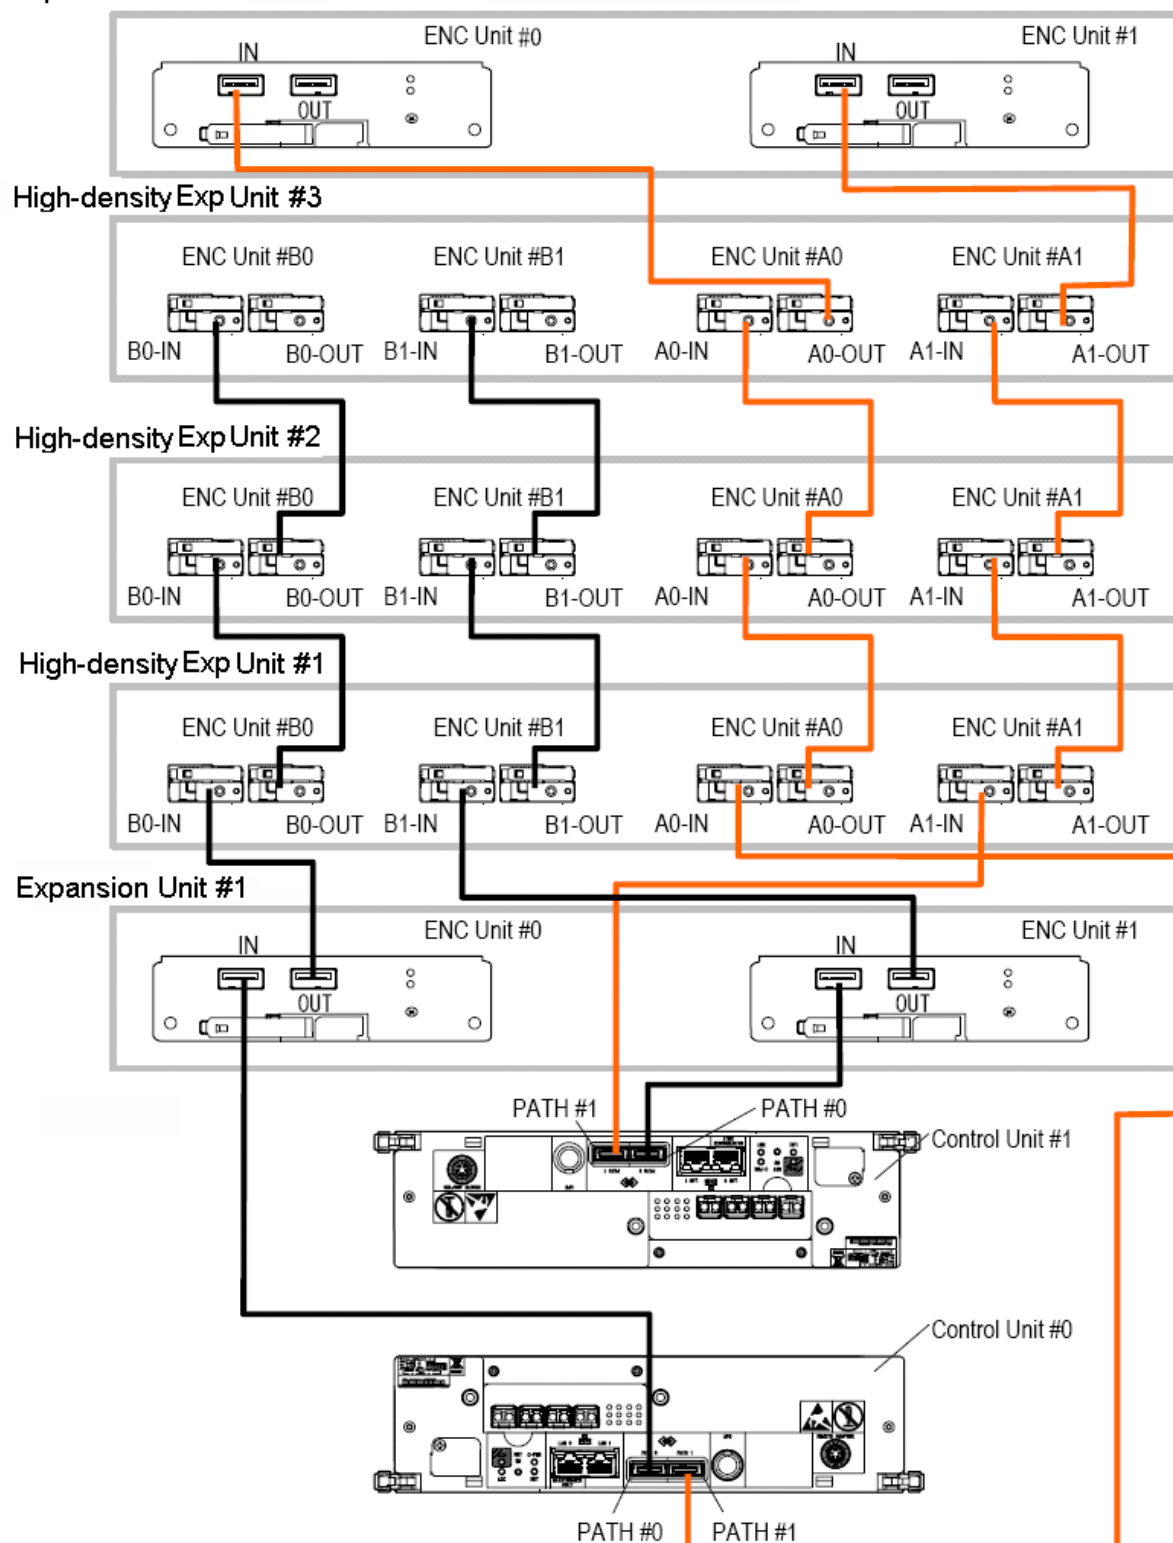 ENC Unit #0
ENC Unit #1
IN
IN
OUT
OUT
High-density Exp Unit #3
ENC Unit #B0
ENC Unit #B1
ENC Unit #A0
ENC Unit #A1
B0-IN
B0-OUT
B1-IN
B1-OUT
A0-IN
A0-OUT
A1-IN
A1-OUT
High-density Exp Unit #2
ENC Unit #B0
ENC Unit #B1
ENC Unit #A0
ENC Unit #A1
B0-IN
B0-OUT
B1-IN
B1-OUT
A0-IN
A0-OUT
A1-IN
A1-OUT
High-density Exp Unit #1
ENC Unit #B0
ENC Unit #B1
ENC Unit #A0
ENC Unit #A1
B0-IN
B0-OUT
B1-IN
B1-OUT
A0-IN
A0-OUT
A1-IN
A1-OUT
Expansion Unit #1
ENC Unit #0
ENC Unit #1
IN
IN
OUT
OUT
PATH #1
PATH #0
Control Unit #1
Control Unit #0
PATH #0
PATH #1